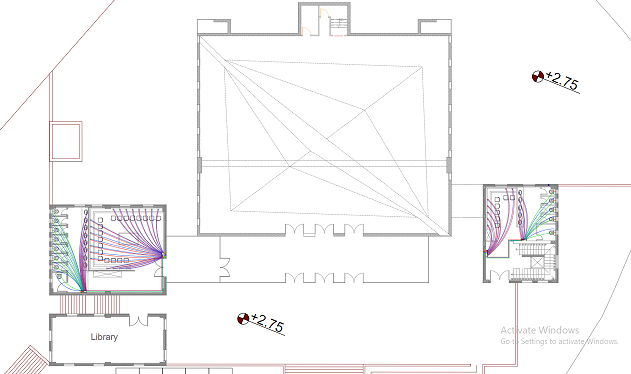 +2.75
+2.75
Library
Activate Windows
Go to Settings to activate Windows.